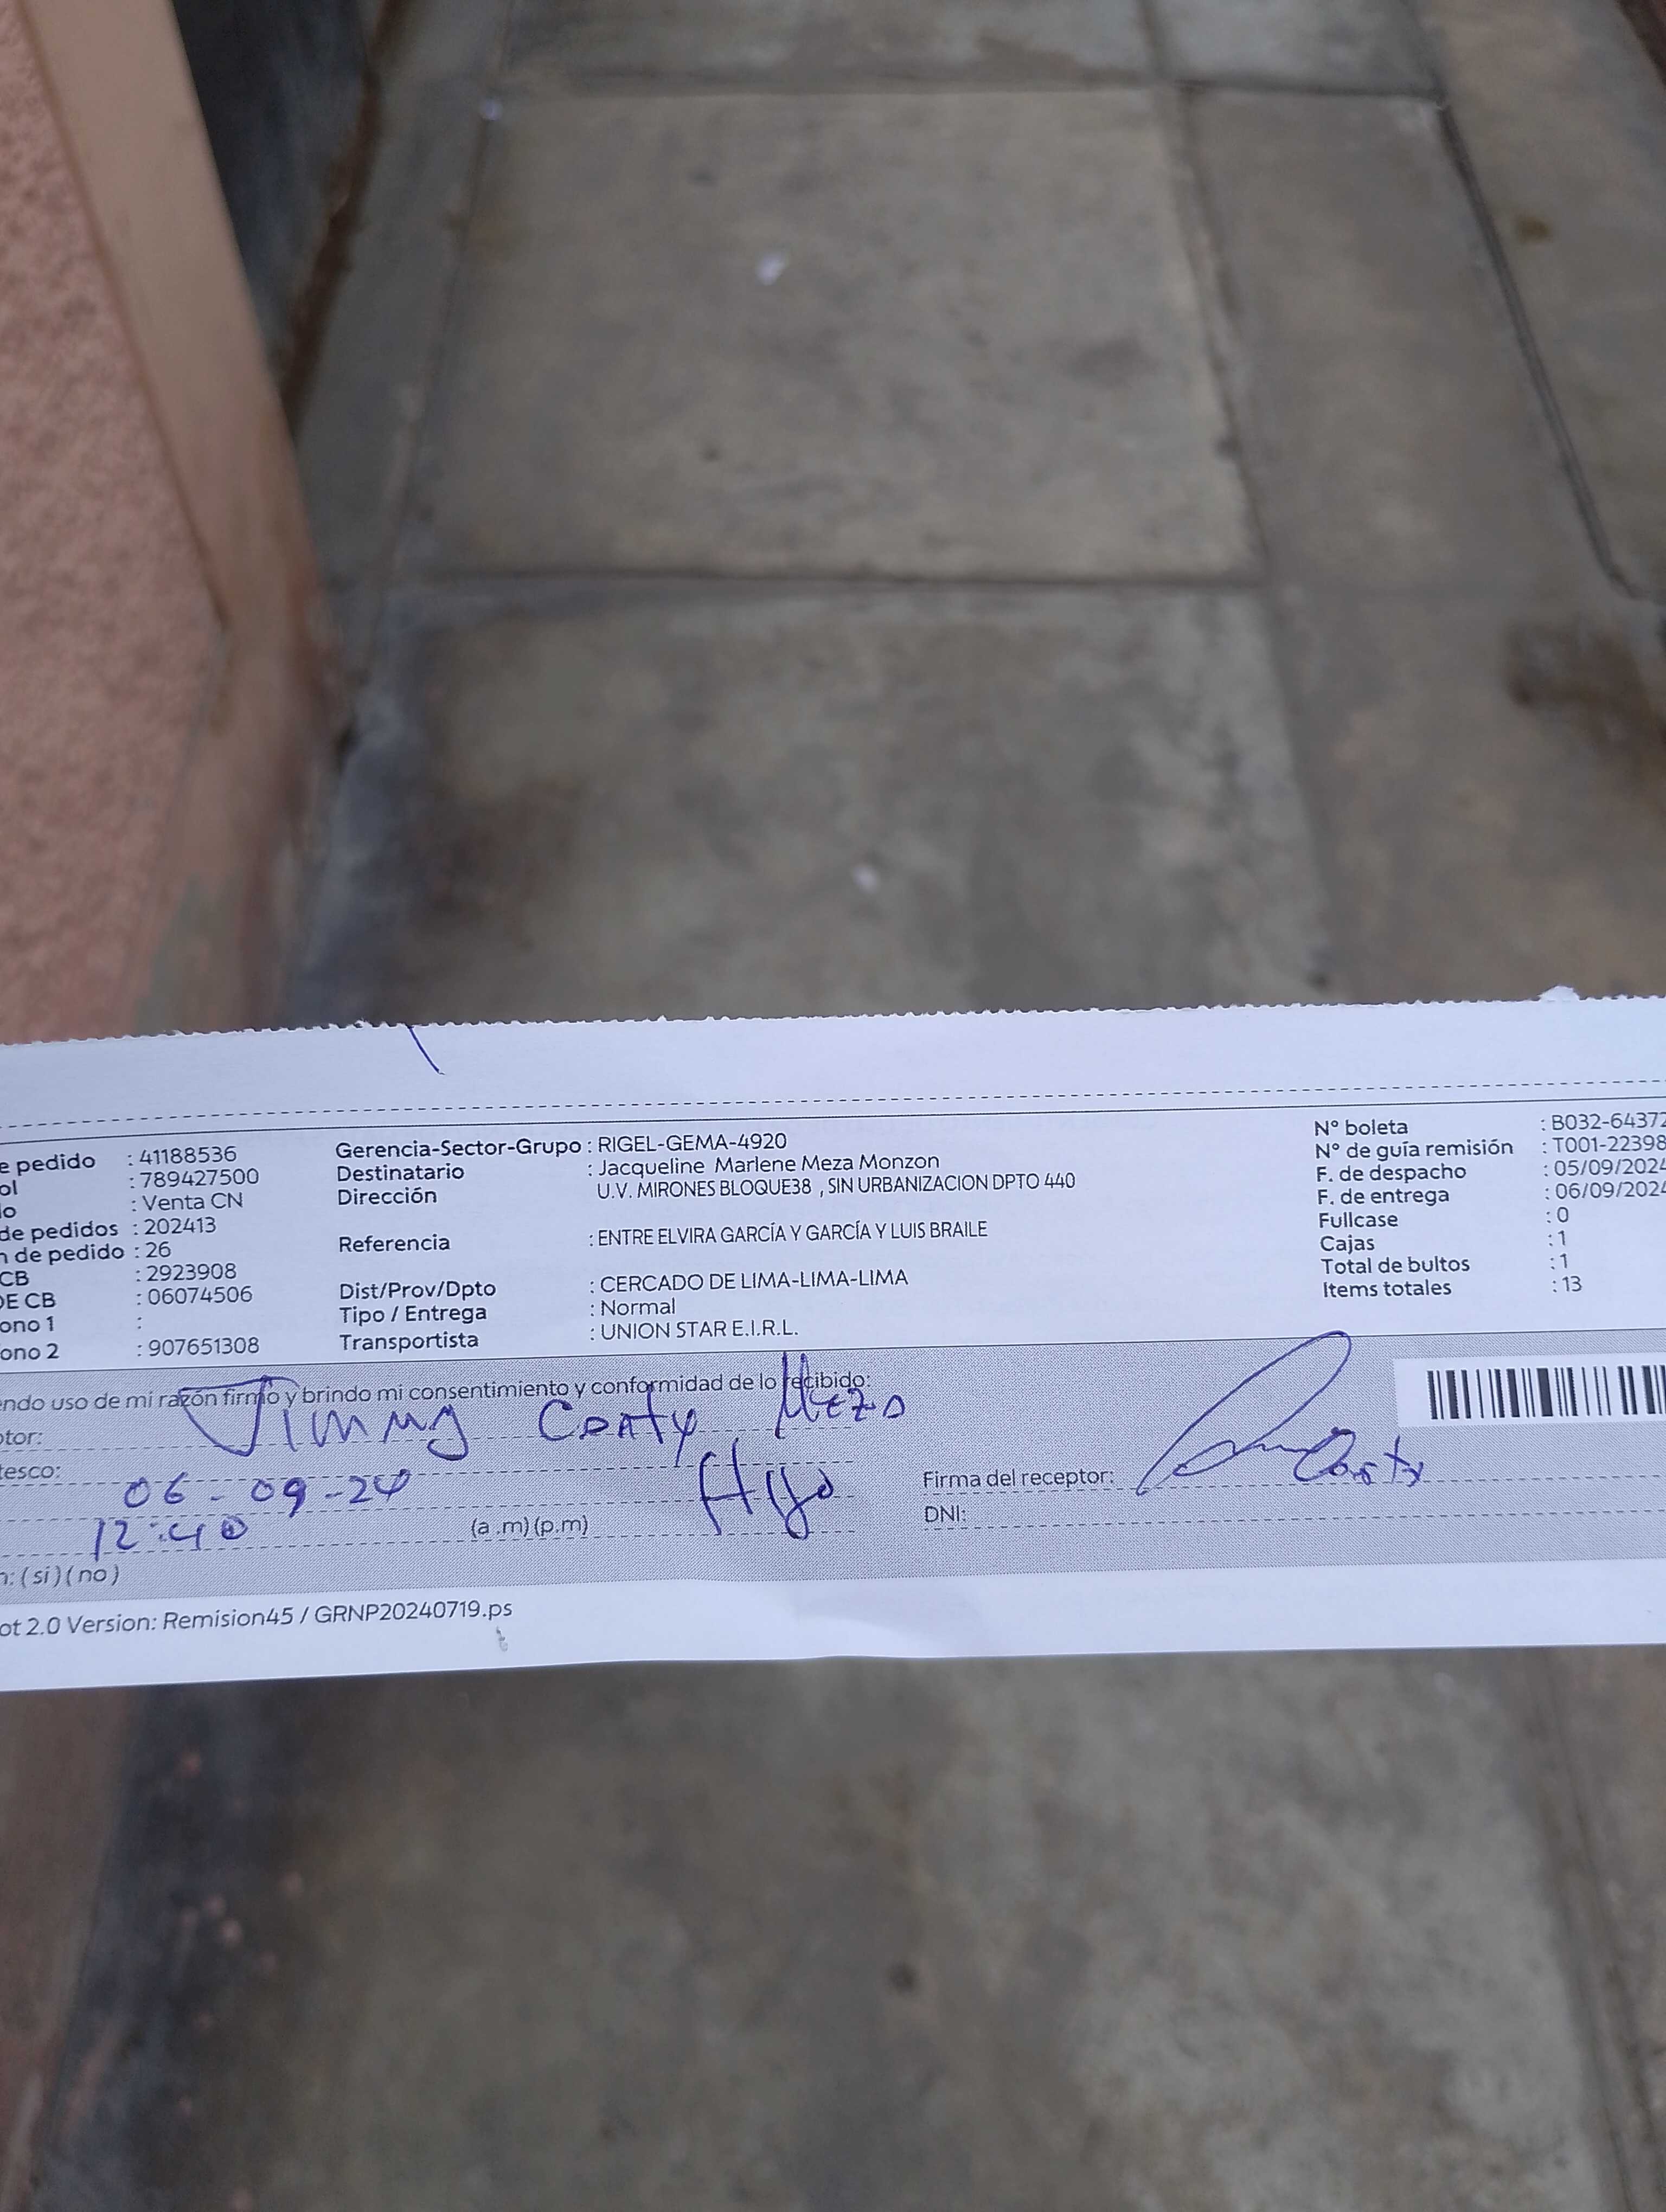 e pedido : 41188536
ol : 789427500
lo : Venta CN
de pedidos : 202413
n de pedido : 26
CB : 2923908
DE CB : 06074506
ono 1 :
ono 2 : 907651308
Gerencia-Sector-Grupo : RIGEL-GEMA-4920
Destinatario : Jacqueline Marlene Meza Monzon
Dirección U.V. MIRONES BLOQUE38 , SIN URBANIZACION DPTO 440
Referencia : ENTRE ELVIRA GARCÍA Y GARCÍA Y LUIS BRAILE
Dist/Prov/Dpto : CERCADO DE LIMA-LIMA-LIMA
Tipo / Entrega : Normal
Transportista : UNION STAR E.I.R.L.
N° boleta : B032-64372
N° de guía remisión : T001-22398
F. de despacho : 05/09/2024
F. de entrega : 06/09/2024
Fullcase : 0
Cajas : 1
Total de bultos : 1
Items totales : 13
ndo uso de mi razón firmo y brindo mi consentimiento y conformidad de lo recibido:
otor: Jimmy Meza
tesco: Hijo
06-09-24
12:40 (a .m) (p.m)
Firma del receptor:
DNI:
n: ( si ) ( no )
ot 2.0 Version: Remision45 / GRNP20240719.ps